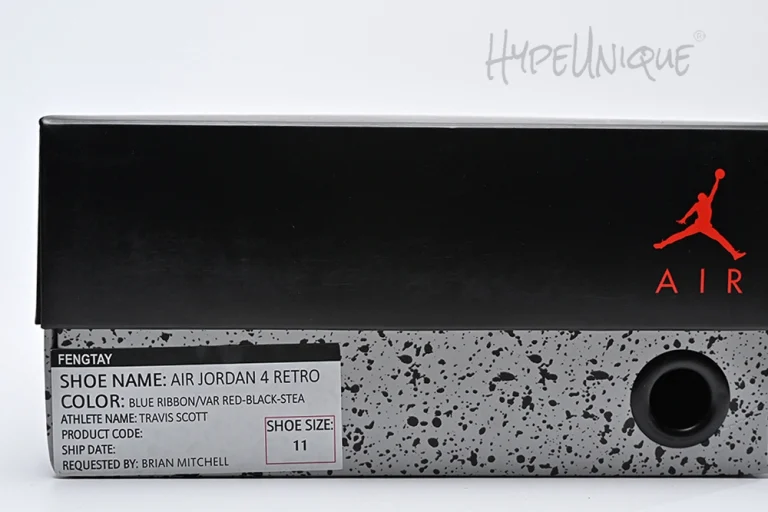 HYPEUNIQUE®
AIR
FENGTAY
SHOE NAME: AIR JORDAN 4 RETRO
COLOR: BLUE RIBBON/VAR RED-BLACK-STEA
ATHLETE NAME: TRAVIS SCOTT
PRODUCT CODE:
SHIP DATE:
REQUESTED BY: BRIAN MITCHELL
SHOE SIZE:
11